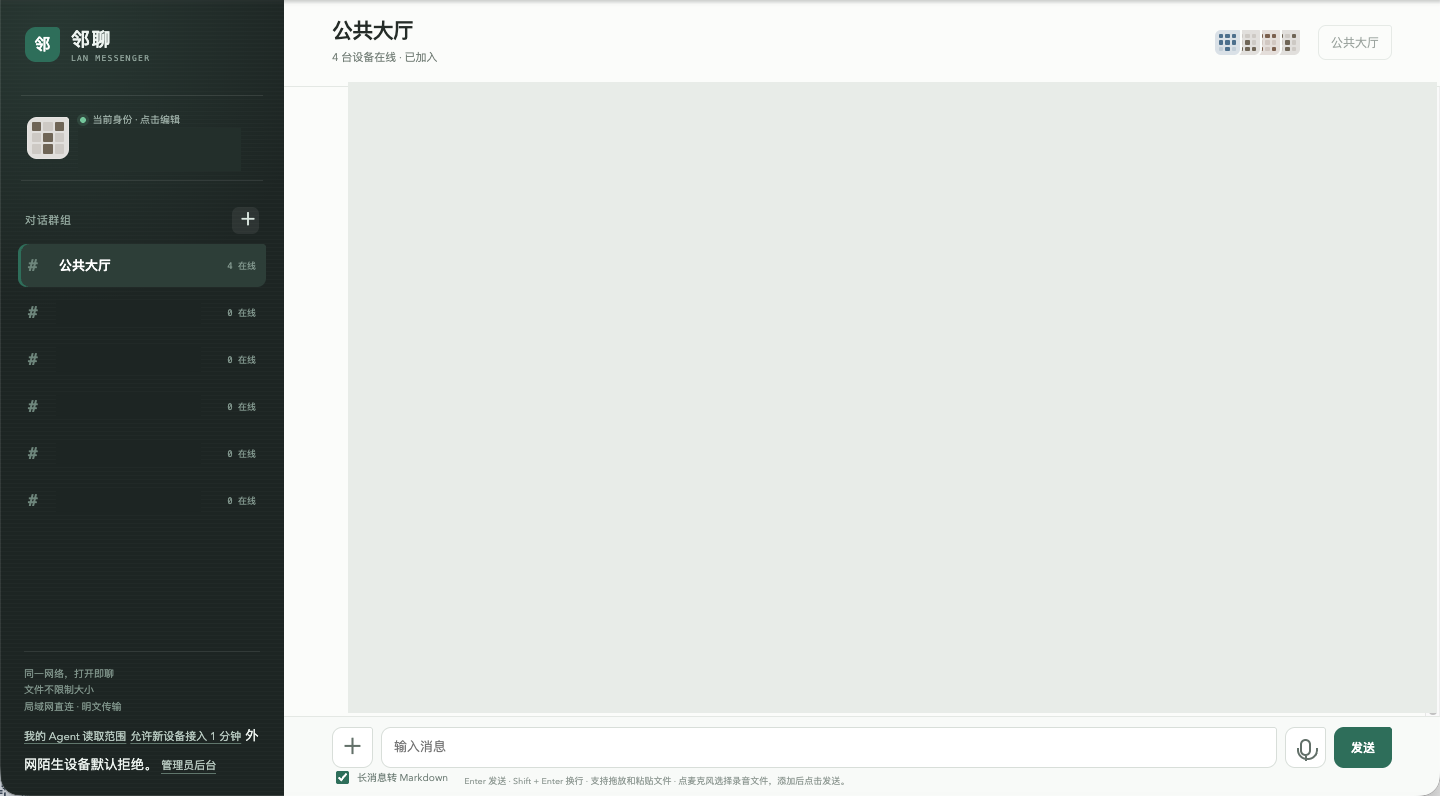 邻
邻聊
LAN MESSENGER
当前身份 · 点击编辑
对话群组
+
# 公共大厅 4 在线
# 0 在线
# 0 在线
# 0 在线
# 0 在线
# 0 在线
同一网络，打开即聊
文件不限制大小
局域网直连 · 明文传输
我的 Agent 读取范围 允许新设备接入 1 分钟 外
网陌生设备默认拒绝。 管理员后台
公共大厅
4 台设备在线 · 已加入
公共大厅
+ 输入消息
发送
长消息转 Markdown
Enter 发送 · Shift + Enter 换行 · 支持拖放和粘贴文件 · 点麦克风选择录音文件，添加后点击发送。